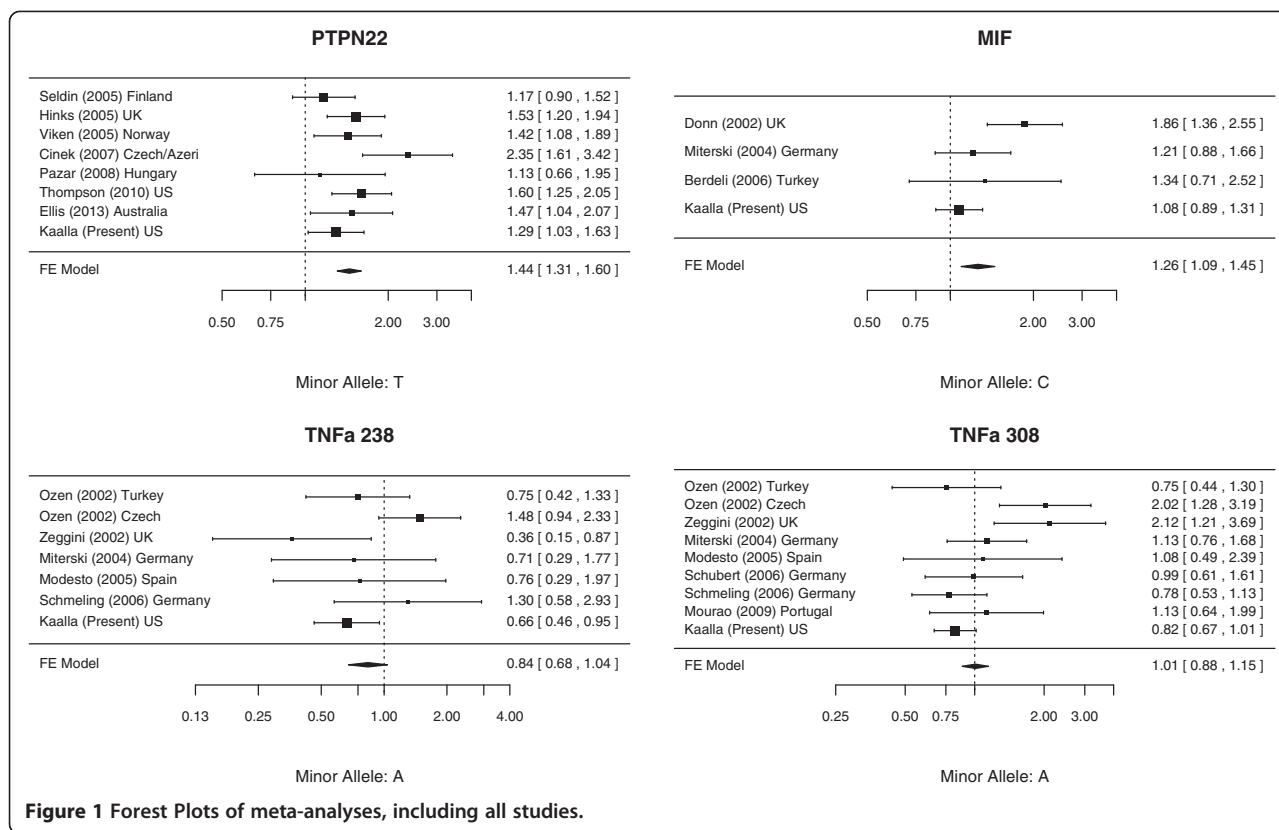 PTPN22
Seldin (2005) Finland 1.17 [ 0.90 , 1.52 ]
Hinks (2005) UK 1.53 [ 1.20 , 1.94 ]
Viken (2005) Norway 1.42 [ 1.08 , 1.89 ]
Cinek (2007) Czech/Azeri 2.35 [ 1.61 , 3.42 ]
Pazar (2008) Hungary 1.13 [ 0.66 , 1.95 ]
Thompson (2010) US 1.60 [ 1.25 , 2.05 ]
Ellis (2013) Australia 1.47 [ 1.04 , 2.07 ]
Kaalla (Present) US 1.29 [ 1.03 , 1.63 ]
FE Model 1.44 [ 1.31 , 1.60 ]
0.50 0.75 2.00 3.00
Minor Allele: T
MIF
Donn (2002) UK 1.86 [ 1.36 , 2.55 ]
Miterski (2004) Germany 1.21 [ 0.88 , 1.66 ]
Berdeli (2006) Turkey 1.34 [ 0.71 , 2.52 ]
Kaalla (Present) US 1.08 [ 0.89 , 1.31 ]
FE Model 1.26 [ 1.09 , 1.45 ]
0.50 0.75 2.00 3.00
Minor Allele: C
TNFa 238
Ozen (2002) Turkey 0.75 [ 0.42 , 1.33 ]
Ozen (2002) Czech 1.48 [ 0.94 , 2.33 ]
Zeggini (2002) UK 0.36 [ 0.15 , 0.87 ]
Miterski (2004) Germany 0.71 [ 0.29 , 1.77 ]
Modesto (2005) Spain 0.76 [ 0.29 , 1.97 ]
Schmeling (2006) Germany 1.30 [ 0.58 , 2.93 ]
Kaalla (Present) US 0.66 [ 0.46 , 0.95 ]
FE Model 0.84 [ 0.68 , 1.04 ]
0.13 0.25 0.50 1.00 2.00 4.00
Minor Allele: A
TNFa 308
Ozen (2002) Turkey 0.75 [ 0.44 , 1.30 ]
Ozen (2002) Czech 2.02 [ 1.28 , 3.19 ]
Zeggini (2002) UK 2.12 [ 1.21 , 3.69 ]
Miterski (2004) Germany 1.13 [ 0.76 , 1.68 ]
Modesto (2005) Spain 1.08 [ 0.49 , 2.39 ]
Schubert (2006) Germany 0.99 [ 0.61 , 1.61 ]
Schmeling (2006) Germany 0.78 [ 0.53 , 1.13 ]
Mourao (2009) Portugal 1.13 [ 0.64 , 1.99 ]
Kaalla (Present) US 0.82 [ 0.67 , 1.01 ]
FE Model 1.01 [ 0.88 , 1.15 ]
0.25 0.50 0.75 2.00 3.00
Minor Allele: A
Figure 1 Forest Plots of meta-analyses, including all studies.